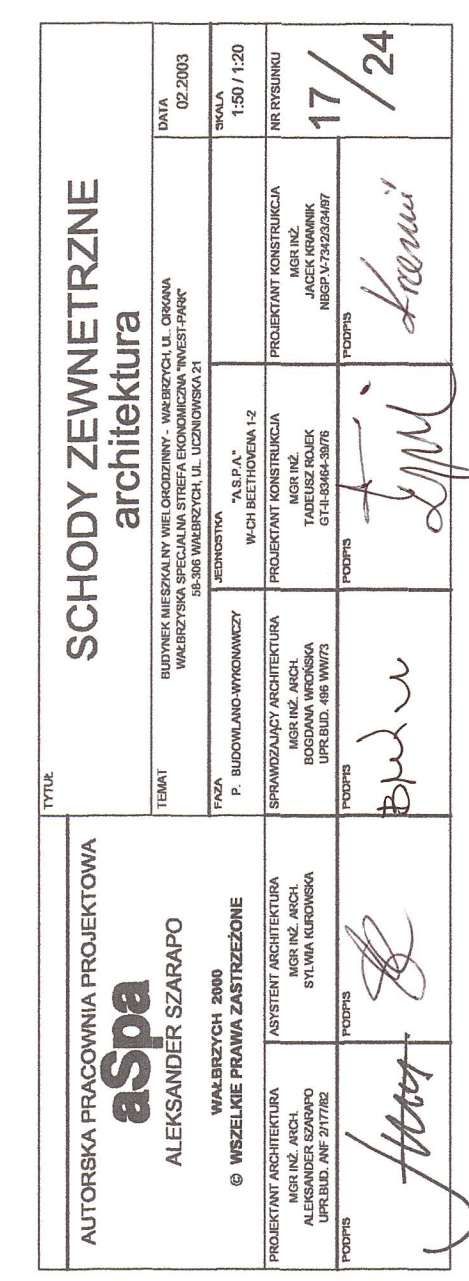 AUTORSKA PRACOWNIA PROJEKTOWA
aSpa
ALEKSANDER SZARAPO
WAŁBRZYCH 2000
© WSZELKIE PRAWA ZASTRZEŻONE
TYTUŁ
SCHODY ZEWNETRZNE
architektura
TEMAT
BUDYNEK MIESZKALNY WIELORODZINNY - WAŁBRZYCH, UL. ORKANA
WAŁBRZYSKA SPECJALNA STREFA EKONOMICZNA "INVEST-PARK"
58-306 WAŁBRZYCH, UL. UCZNIOWSKA 21
DATA
02.2003
FAZA
P. BUDOWLANO-WYKONAWCZY
JEDNOSTKA
"A.S.P.A."
W-CH BEETHOVENA 1-2
SKALA
1:50 / 1:20
PROJEKTANT ARCHITEKTURA
MGR INŻ. ARCH.
ALEKSANDER SZARAPO
UPR.BUD. ANF 2/177/82
ASYSTENT ARCHITEKTURA
MGR INŻ. ARCH.
SYLWIA KUROWSKA
SPRAWDZAJĄCY ARCHITEKTURA
MGR INŻ. ARCH.
BOGDANA WROŃSKA
UPR.BUD. 496 WW/73
PROJEKTANT KONSTRUKCJA
MGR INŻ.
TADEUSZ ROJEK
GT-II-83464-39/76
PROJEKTANT KONSTRUKCJA
MGR INŻ.
JACEK KRAMNIK
NBGP.V-7342/3/34/97
NR RYSUNKU
17/24
PODPIS
PODPIS
PODPIS
PODPIS
PODPIS